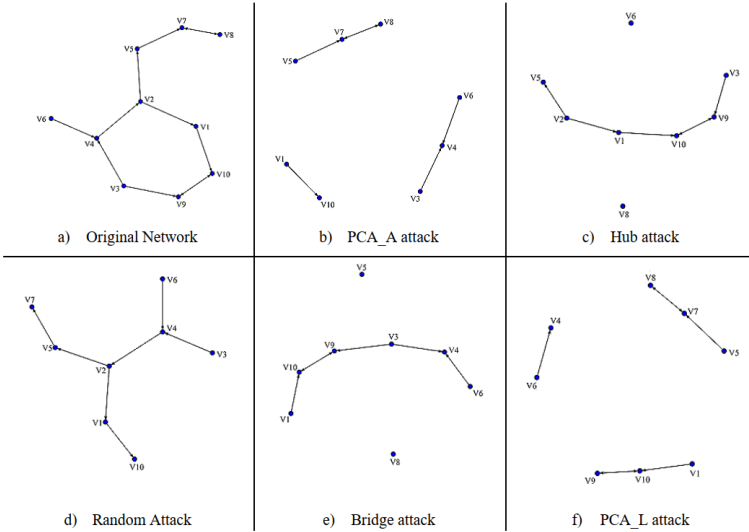 V7
V8
V5
V2
V6
V1
V4
V10
V3
V9
a) Original Network
V8
V7
V5
V6
V4
V1
V3
V10
b) PCA_A attack
V6
V3
V5
V2
V9
V1
V10
V8
c) Hub attack
V6
V7
V4
V5
V3
V2
V1
V10
d) Random Attack
V5
V3
V9
V4
V10
V6
V1
V8
e) Bridge attack
V8
V7
V4
V5
V6
V9
V10
V1
f) PCA_L attack